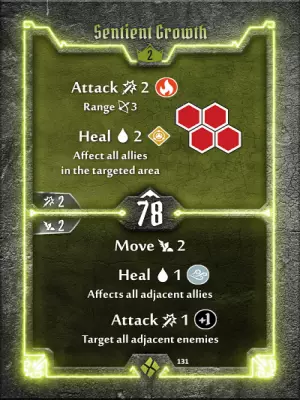 Sentient Growth
2
Attack 2
Range 3
Heal 2
Affect all allies
in the targeted area
2
78
2
Move 2
Heal 1
Affects all adjacent allies
Attack 1 +1
Target all adjacent enemies
131